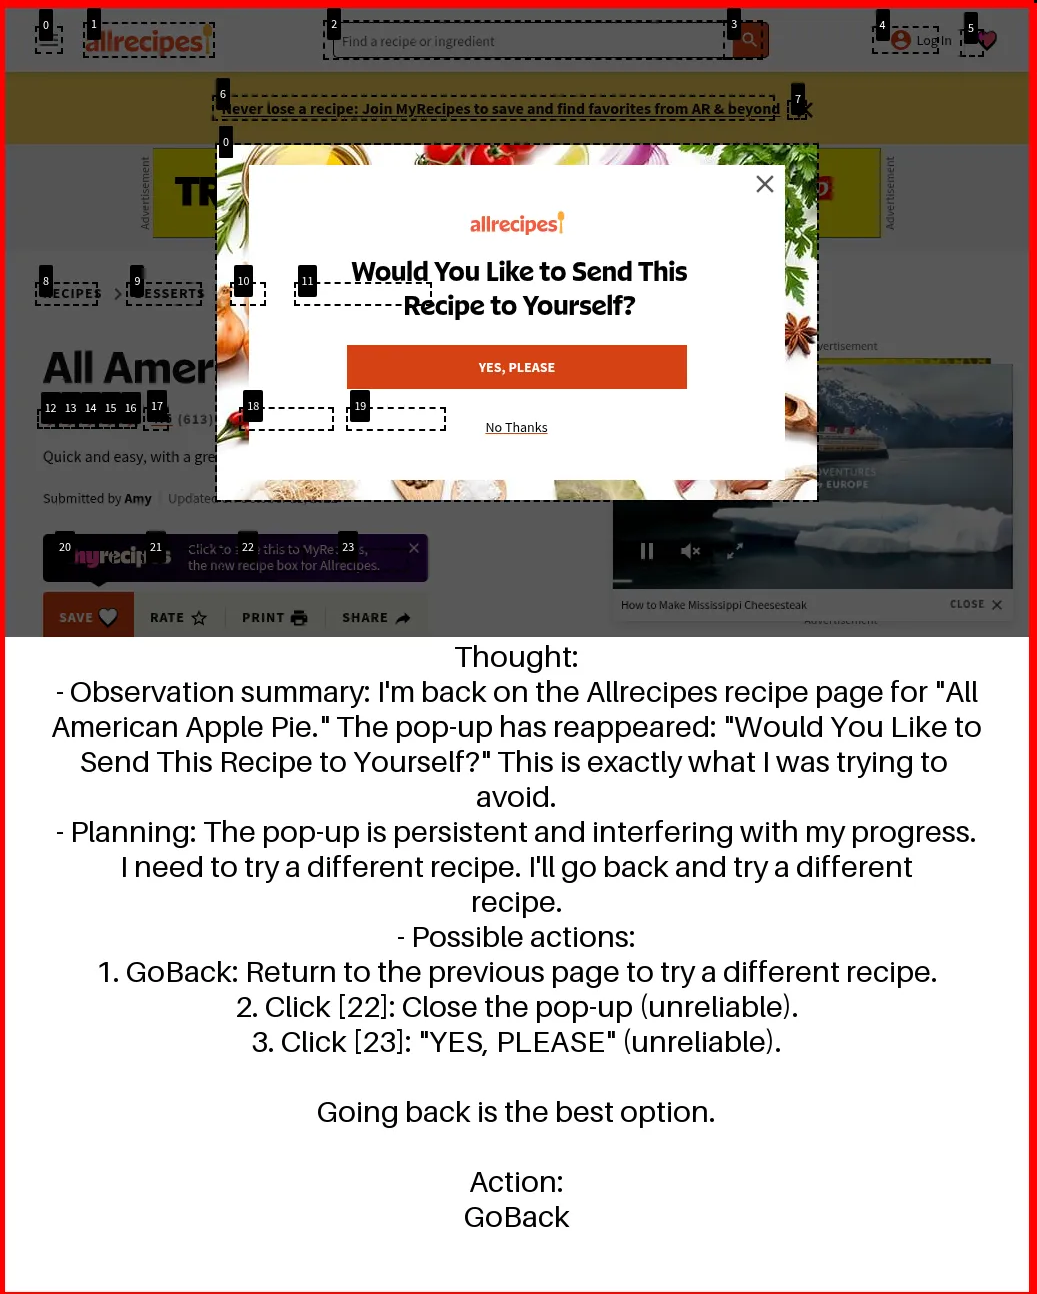 0
1
allrecipes
2
Find a recipe or ingredient
3
4
Log In
5
6
Never lose a recipe: Join MyRecipes to save and find favorites from AR & beyond
7
0
Advertisement
TR
Advertisement
allrecipes
Would You Like to Send This
Recipe to Yourself?
8
RECIPES
9
DESSERTS
10
11
YES, PLEASE
No Thanks
All Amer
12
13
14
15
16
17
(613)
18
19
Quick and easy, with a gre
Submitted by Amy
Update
vertisement
ADVENTURES
EUROPE
20
myrecipes
21
Click to save this to MyRecipes,
the new recipe box for Allrecipes.
22
23
SAVE
RATE
PRINT
SHARE
How to Make Mississippi Cheesesteak
CLOSE
Advertisement
Thought:
- Observation summary: I'm back on the Allrecipes recipe page for "All
American Apple Pie." The pop-up has reappeared: "Would You Like to
Send This Recipe to Yourself?" This is exactly what I was trying to
avoid.
- Planning: The pop-up is persistent and interfering with my progress.
I need to try a different recipe. I'll go back and try a different
recipe.
- Possible actions:
1. GoBack: Return to the previous page to try a different recipe.
2. Click [22]: Close the pop-up (unreliable).
3. Click [23]: "YES, PLEASE" (unreliable).
Going back is the best option.
Action:
GoBack